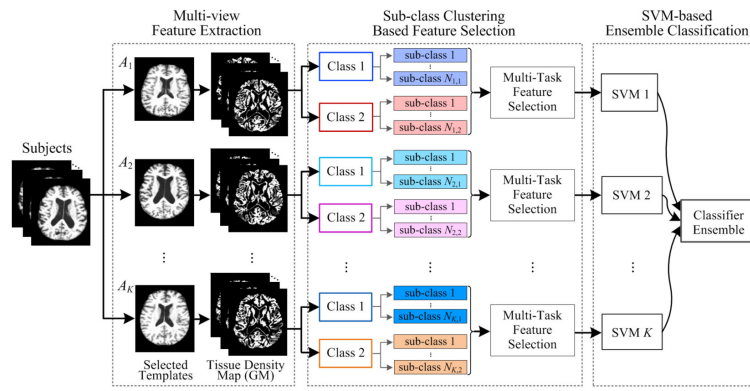 Multi-view
Feature Extraction
Sub-class Clustering
Based Feature Selection
SVM-based
Ensemble Classification
Subjects
A1
Class 1
sub-class 1
sub-class N1,1
Class 2
sub-class 1
sub-class N1,2
Multi-Task
Feature
Selection
SVM 1
A2
Class 1
sub-class 1
sub-class N2,1
Class 2
sub-class 1
sub-class N2,2
Multi-Task
Feature
Selection
SVM 2
Classifier
Ensemble
AK
Class 1
sub-class 1
sub-class NK,1
Class 2
sub-class 1
sub-class NK,2
Multi-Task
Feature
Selection
SVM K
Selected
Templates
Tissue Density
Map (GM)